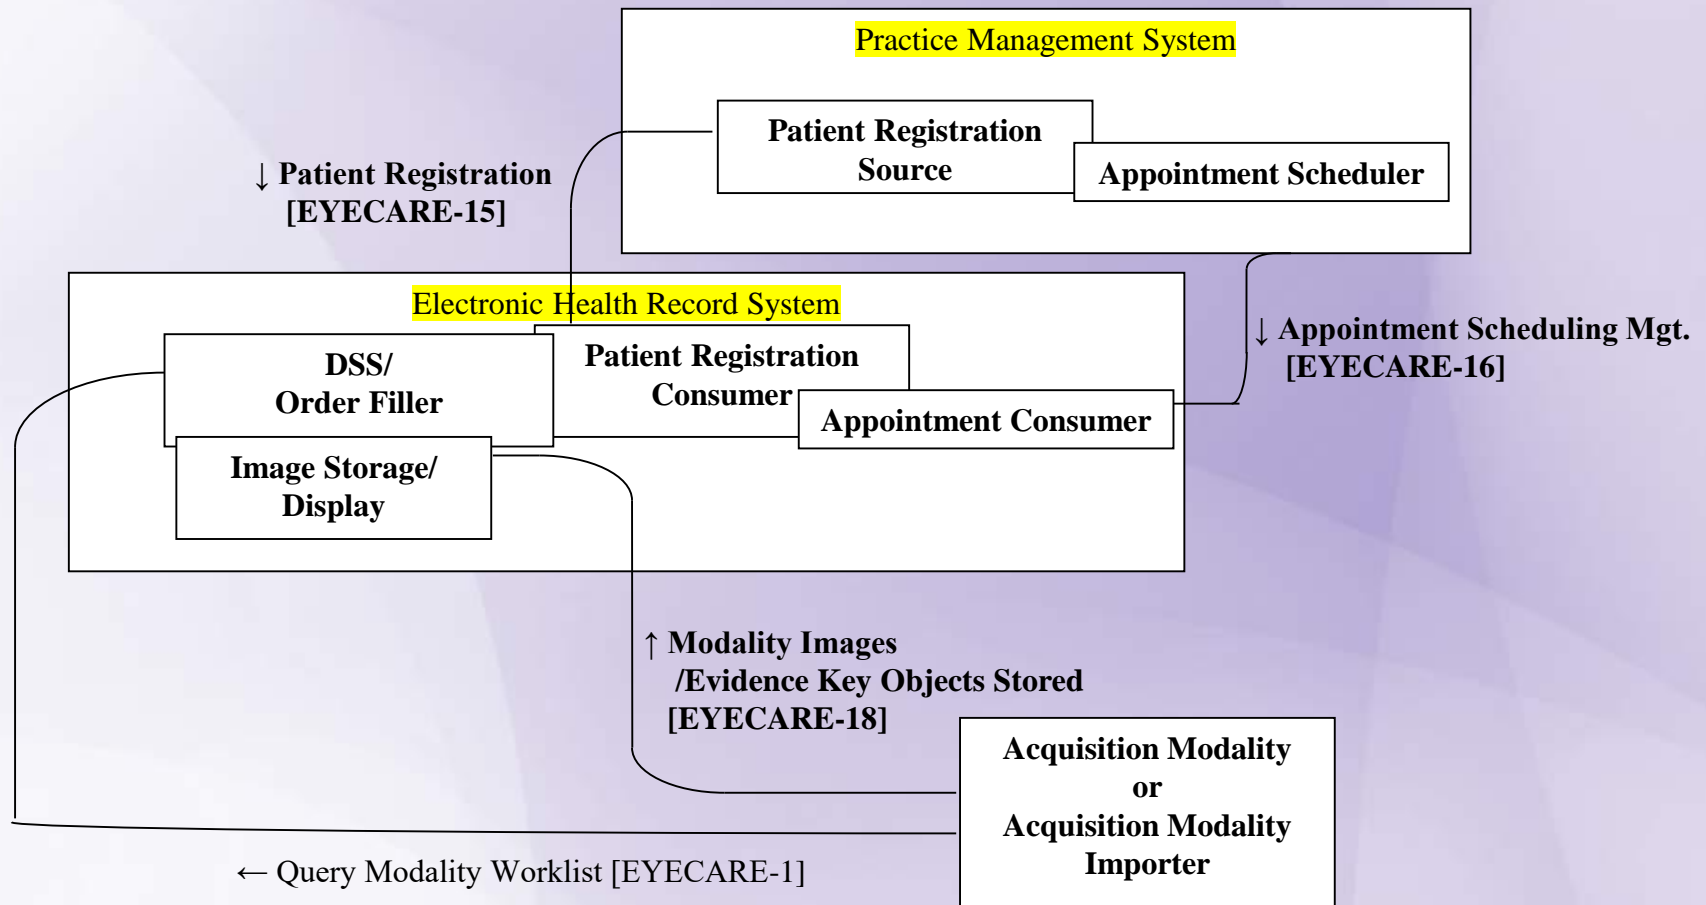 Practice Management System
Patient Registration
Source
Appointment Scheduler
↓ Patient Registration
[EYECARE-15]
Electronic Health Record System
DSS/
Order Filler
Patient Registration
Consumer
Appointment Consumer
↓ Appointment Scheduling Mgt.
[EYECARE-16]
Image Storage/
Display
↑ Modality Images
/Evidence Key Objects Stored
[EYECARE-18]
Acquisition Modality
or
Acquisition Modality
Importer
← Query Modality Worklist [EYECARE-1]